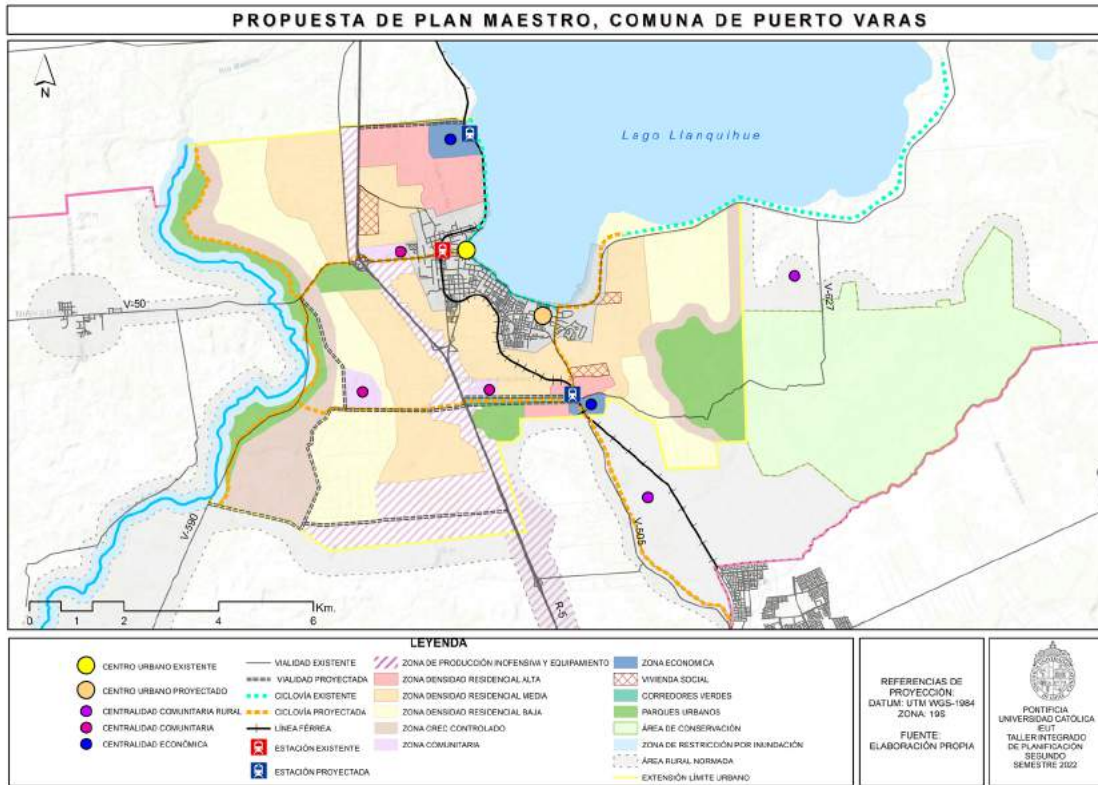 PROPUESTA DE PLAN MAESTRO, COMUNA DE PUERTO VARAS
N
Lago Llanquihue
V-50
V-627
V-590
V-505
R-5
0 1 2 4 6 Km.
LEYENDA
CENTRO URBANO EXISTENTE
CENTRO URBANO PROYECTADO
CENTRALIDAD COMUNITARIA RURAL
CENTRALIDAD COMUNITARIA
CENTRALIDAD ECONÓMICA
VIALIDAD EXISTENTE
VIALIDAD PROYECTADA
CICLOVÍA EXISTENTE
CICLOVÍA PROYECTADA
LÍNEA FÉRREA
ESTACIÓN EXISTENTE
ESTACIÓN PROYECTADA
ZONA DE PRODUCCIÓN INOFENSIVA Y EQUIPAMIENTO
ZONA DENSIDAD RESIDENCIAL ALTA
ZONA DENSIDAD RESIDENCIAL MEDIA
ZONA DENSIDAD RESIDENCIAL BAJA
ZONA CREC CONTROLADO
ZONA COMUNITARIA
ZONA ECONOMICA
VIVIENDA SOCIAL
CORREDORES VERDES
PARQUES URBANOS
ÁREA DE CONSERVACIÓN
ZONA DE RESTRICCIÓN POR INUNDACIÓN
ÁREA RURAL NORMADA
EXTENSIÓN LÍMITE URBANO
REFERENCIAS DE
PROYECCIÓN:
DATUM: UTM WGS-1984
ZONA: 19S
FUENTE:
ELABORACIÓN PROPIA
PONTIFICIA
UNIVERSIDAD CATÓLICA
IEUT
TALLER INTEGRADO
DE PLANIFICACIÓN
SEGUNDO
SEMESTRE 2022